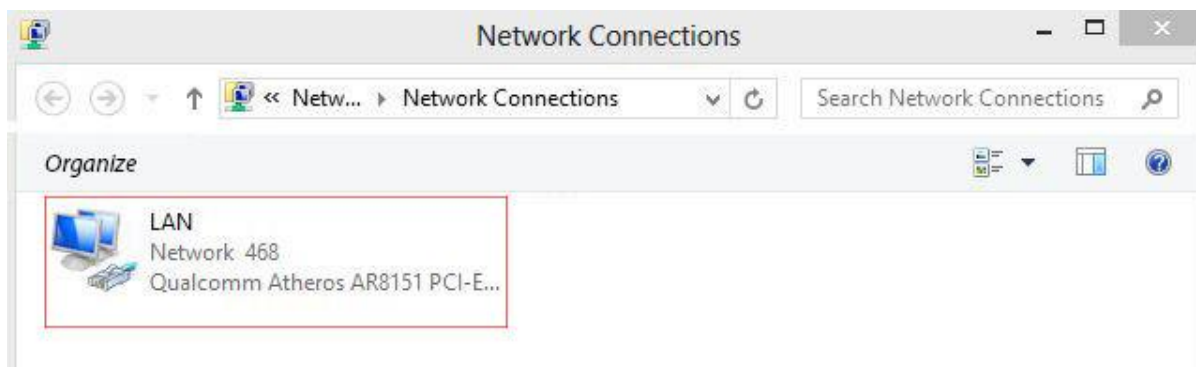 Network Connections
« Netw... Network Connections
Search Network Connections
Organize
LAN
Network 468
Qualcomm Atheros AR8151 PCI-E...